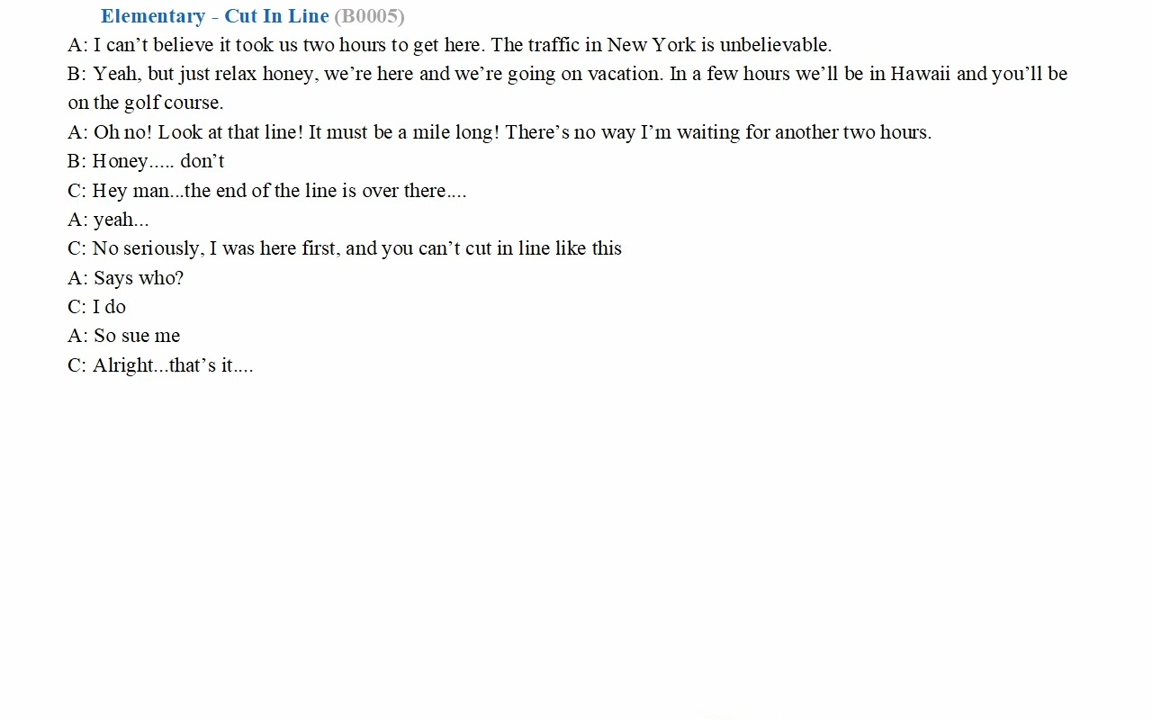 Elementary - Cut In Line (B0005)
A: I can’t believe it took us two hours to get here. The traffic in New York is unbelievable.
B: Yeah, but just relax honey, we’re here and we’re going on vacation. In a few hours we’ll be in Hawaii and you’ll be
on the golf course.
A: Oh no! Look at that line! It must be a mile long! There’s no way I’m waiting for another two hours.
B: Honey..... don’t
C: Hey man...the end of the line is over there....
A: yeah...
C: No seriously, I was here first, and you can’t cut in line like this
A: Says who?
C: I do
A: So sue me
C: Alright...that’s it....